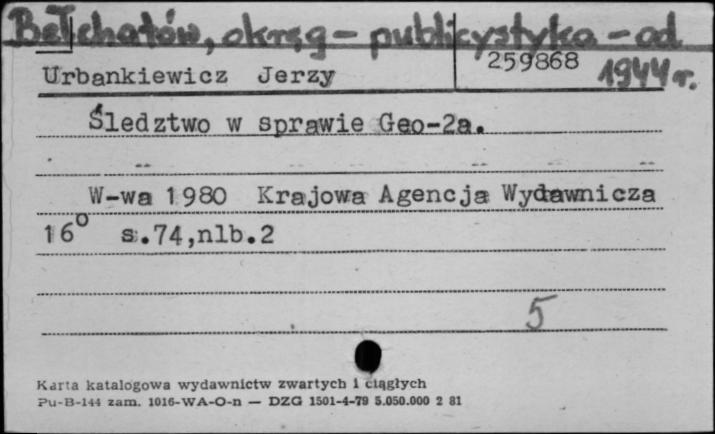 Bełchatów, okręg - publicystyka - od 1944 r.
Urbankiewicz Jerzy 259868
Śledztwo w sprawie Geo-2a.
W-wa 1980 Krajowa Agencja Wydawnicza
16° s.74,nlb.2
5
Karta katalogowa wydawnictw zwartych i ciągłych
Pu-B-144 zam. 1016-WA-O-n — DZG 1501-4-79 5.050.000 2 81